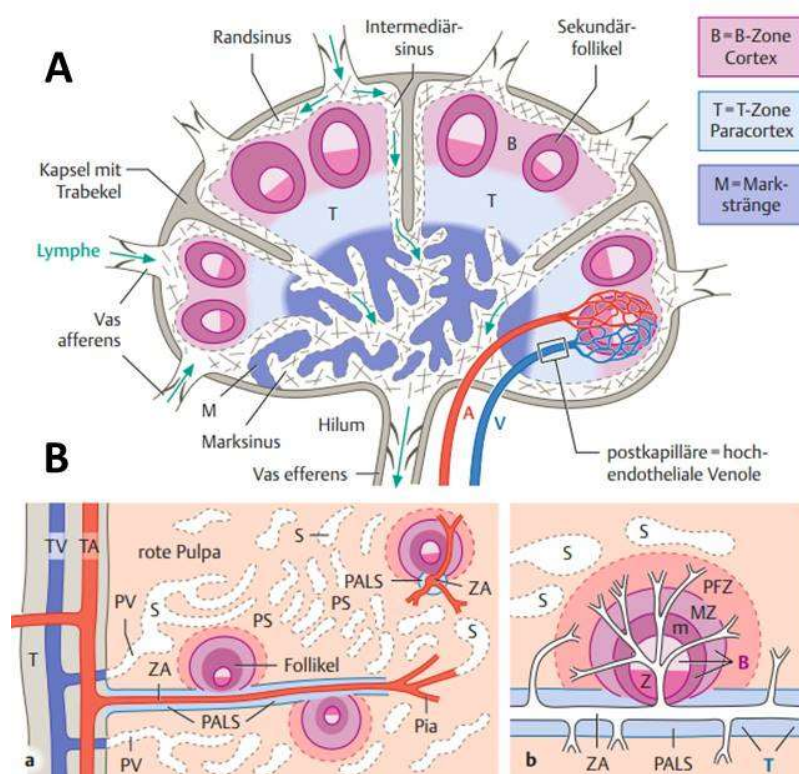 A
Randsinus
Intermediär-
sinus
Sekundär-
follikel
B = B-Zone
Cortex
T = T-Zone
Paracortex
M = Mark-
stränge
Kapsel mit
Trabekel
B
T
T
Lymphe
Vas
afferens
M
Marksinus
Hilum
Vas efferens
A
V
postkapilläre = hoch-
endotheliale Venole
B
TV
TA
rote Pulpa
S
PALS
ZA
PV
S
PS
PS
S
T
ZA
Follikel
PALS
Pia
PV
a
S
S
S
PFZ
MZ
m
B
Z
ZA
PALS
T
b